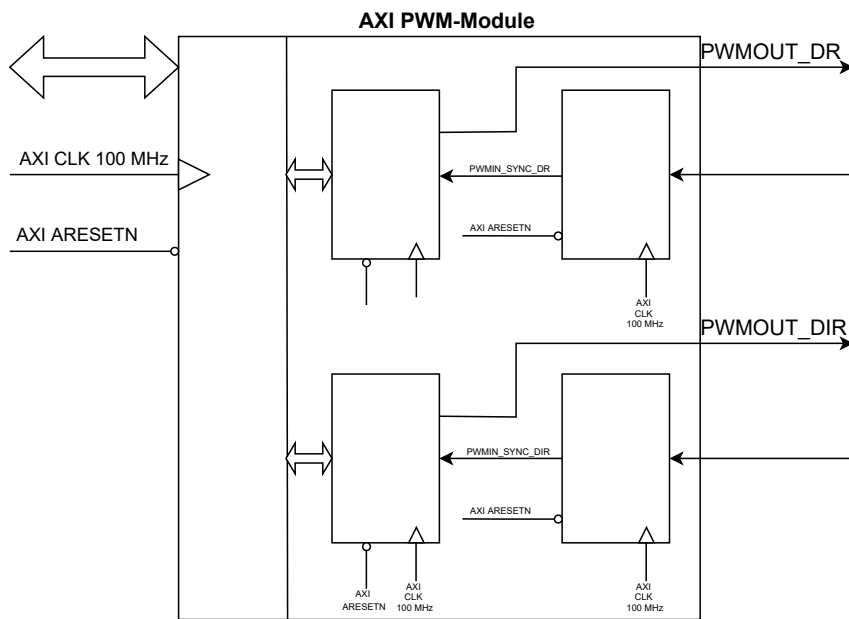 AXI PWM-Module
PWMOUT_DR
AXI CLK 100 MHz
PWMIN_SYNC_DR
AXI ARESETN
AXI ARESETN
AXI
CLK
100 MHz
PWMOUT_DIR
PWMIN_SYNC_DIR
AXI ARESETN
AXI
ARESETN
AXI
CLK
100 MHz
AXI
CLK
100 MHz